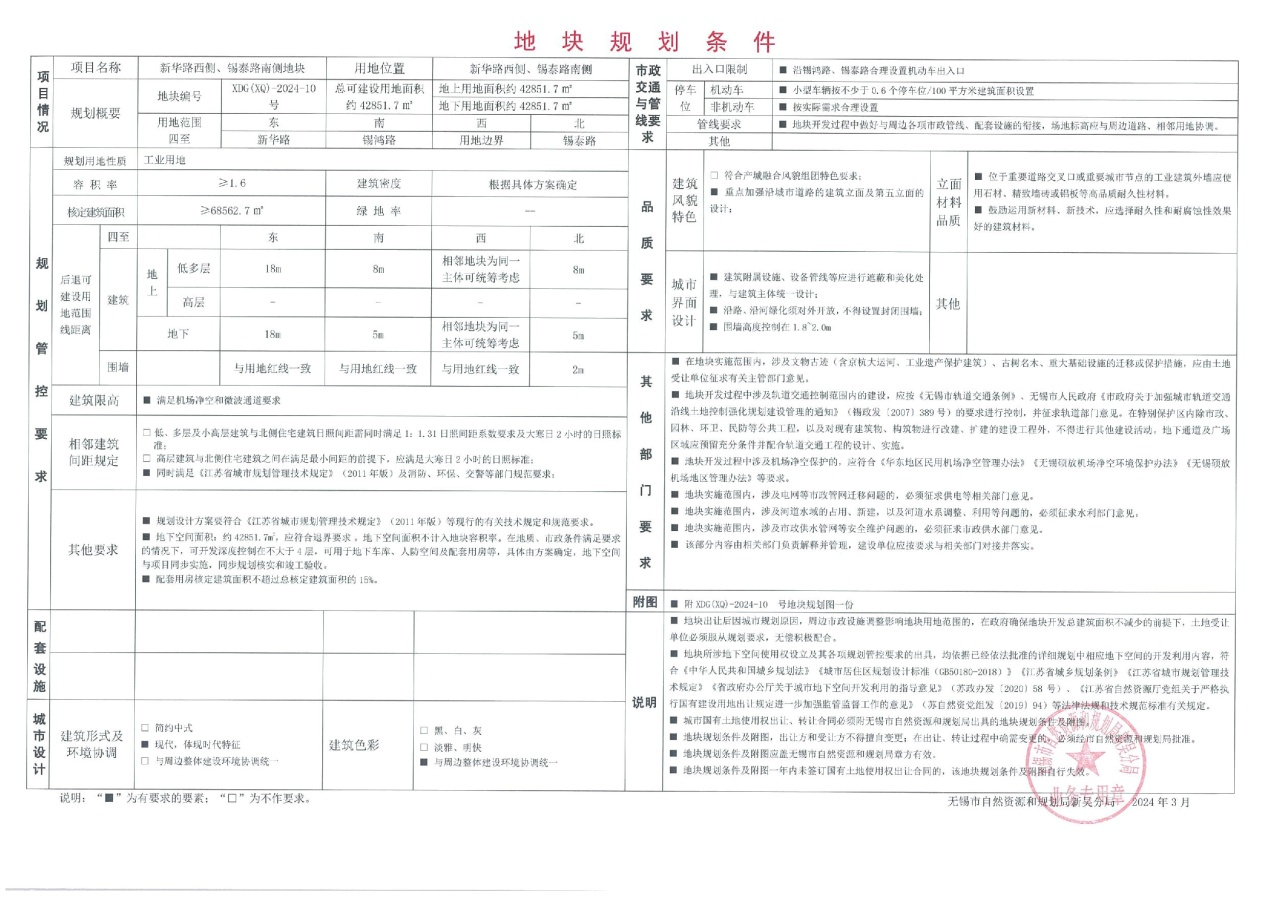 地块规划条件
项目情况
项目名称
新华路西侧、锡泰路南侧地块
用地位置
新华路西侧、锡泰路南侧
规划概要
地块编号
XDG(XQ)-2024-10
号
总可建设用地面积
约 42851.7 ㎡
地上用地面积约 42851.7 ㎡
地下用地面积约 42851.7 ㎡
用地范围
四至
东
南
西
北
新华路
锡鸿路
用地边界
锡泰路
规划管控要求
规划用地性质
工业用地
容积率
≥1.6
建筑密度
根据具体方案确定
核定建筑面积
≥68562.7 ㎡
绿地率
—
后退可
建设用
地范围
线距离
四至
东
南
西
北
建筑
地上
低多层
18m
8m
相邻地块为同一
主体可统筹考虑
8m
高层
-
-
-
-
地下
18m
5m
相邻地块为同一
主体可统筹考虑
5m
围墙
与用地红线一致
与用地红线一致
与用地红线一致
2m
建筑限高
■ 满足机场净空和微波通道要求
相邻建筑
间距规定
□ 低、多层及小高层建筑与北侧住宅建筑日照间距需同时满足 1：1.31 日照间距系数要求及大寒日 2 小时的日照标
准；
□ 高层建筑与北侧住宅建筑之间在满足最小间距的前提下，应满足大寒日 2 小时的日照标准；
■ 同时满足《江苏省城市规划管理技术规定》（2011 年版）及消防、环保、交警等部门规范要求；
其他要求
■ 规划设计方案要符合《江苏省城市规划管理技术规定》（2011 年版）等现行的有关技术规定和规范要求。
■ 地下空间面积：约 42851.7㎡，应符合退界要求，地下空间面积不计入地块容积率。在地质、市政条件满足要求
的情况下，可开发深度控制在不大于 4 层，可用于地下车库、人防空间及配套用房等，具体由方案确定，地下空间
与项目同步实施，同步规划核实和竣工验收。
■ 配套用房核定建筑面积不超过总核定建筑面积的 15%。
配套设施
城市设计
建筑形式及
环境协调
□ 简约中式
■ 现代，体现时代特征
□ 与周边整体建设环境协调统一
建筑色彩
□ 黑、白、灰
□ 淡雅、明快
■ 与周边整体建设环境协调统一
说明：“■”为有要求的要素；“□”为不作要求。
市政
交通
与管
线要
求
出入口限制
■ 沿锡鸿路、锡泰路合理设置机动车出入口
停车
位
机动车
■ 小型车辆按不少于 0.6 个停车位/100 平方米建筑面积设置
非机动车
■ 按实际需求合理设置
管线要求
■ 地块开发过程中做好与周边各项市政管线、配套设施的衔接，场地标高应与周边道路、相邻用地协调。
其他
品质要求
建筑
风貌
特色
□ 符合产城融合风貌组团特色要求；
■ 重点加强沿城市道路的建筑立面及第五立面的
设计；
立面
材料
品质
■ 位于重要道路交叉口或重要城市节点的工业建筑外墙应使
用石材、精致墙砖或铝板等高品质耐久性材料。
■ 鼓励运用新材料、新技术，应选择耐久性和耐腐蚀性效果
好的建筑材料。
城市
界面
设计
■ 建筑附属设施、设备管线等应进行遮蔽和美化处
理，与建筑主体统一设计；
■ 沿路、沿河绿化须对外开放，不得设置封闭围墙；
■ 围墙高度控制在 1.8~2.0m
其他
其他部门要求
■ 在地块实施范围内，涉及文物古迹（含京杭大运河、工业遗产保护建筑）、古树名木、重大基础设施的迁移或保护措施，应由土地
受让单位征求有关主管部门意见。
■ 地块开发过程中涉及轨道交通控制范围内的建设，应按《无锡市轨道交通条例》、无锡市人民政府《市政府关于加强城市轨道交通
沿线土地控制强化规划建设管理的通知》（锡政发〔2007〕389 号）的要求进行控制，并征求轨道部门意见。在特别保护区内除市政、
园林、环卫、民防等公共工程，以及对现有建筑物、构筑物进行改建、扩建的建设工程外，不得进行其他建设活动，地下通道及广场
区域应预留充分条件并配合轨道交通工程的设计、实施。
■ 地块开发过程中涉及机场净空保护的，应符合《华东地区民用机场净空管理办法》《无锡硕放机场净空环境保护办法》《无锡硕放
机场地区管理办法》等要求。
■ 地块实施范围内，涉及电网等市政管网迁移问题的，必须征求供电等相关部门意见。
■ 地块实施范围内，涉及河道水域的占用、新建，以及河道水系调整、利用等问题的，必须征求水利部门意见；
■ 地块实施范围内，涉及市政供水管网等安全维护问题的，必须征求市政供水部门意见。
■ 该部分内容由相关部门负责解释并管理，建设单位应按要求与相关部门对接并落实。
附图
■ 附 XDG(XQ)-2024-10 号地块规划图一份
说明
■ 地块出让后因城市规划原因，周边市政设施调整影响地块用地范围的，在政府确保地块开发总建筑面积不减少的前提下，土地受让
单位必须服从规划要求，无偿积极配合。
■ 地块所涉地下空间使用权设立及其各项规划管控要求的出具，均依据已经依法批准的详细规划中相应地下空间的开发利用内容，符
合《中华人民共和国城乡规划法》《城市居住区规划设计标准（GB50180-2018）》《江苏省城乡规划条例》《江苏省城市规划管理技
术规定》《省政府办公厅关于城市地下空间开发利用的指导意见》（苏政办发〔2020〕58 号）、《江苏省自然资源厅党组关于严格执
行国有建设用地出让规定进一步加强监管监督工作的意见》（苏自然资党组发〔2019〕94）等法律法规和技术规范标准有关规定。
■ 城市国有土地使用权出让、转让合同必须附无锡市自然资源和规划局出具的地块规划条件及附图。
■ 地块规划条件及附图，出让方和受让方不得擅自变更；在出让、转让过程中确需变更的，必须经市自然资源和规划局批准。
■ 地块规划条件及附图应盖无锡市自然资源和规划局章方有效。
■ 地块规划条件及附图一年内未签订国有土地使用权出让合同的，该地块规划条件及附图自行失效。
业务专用章
无锡市自然资源和规划局新吴分局 2024 年 3 月